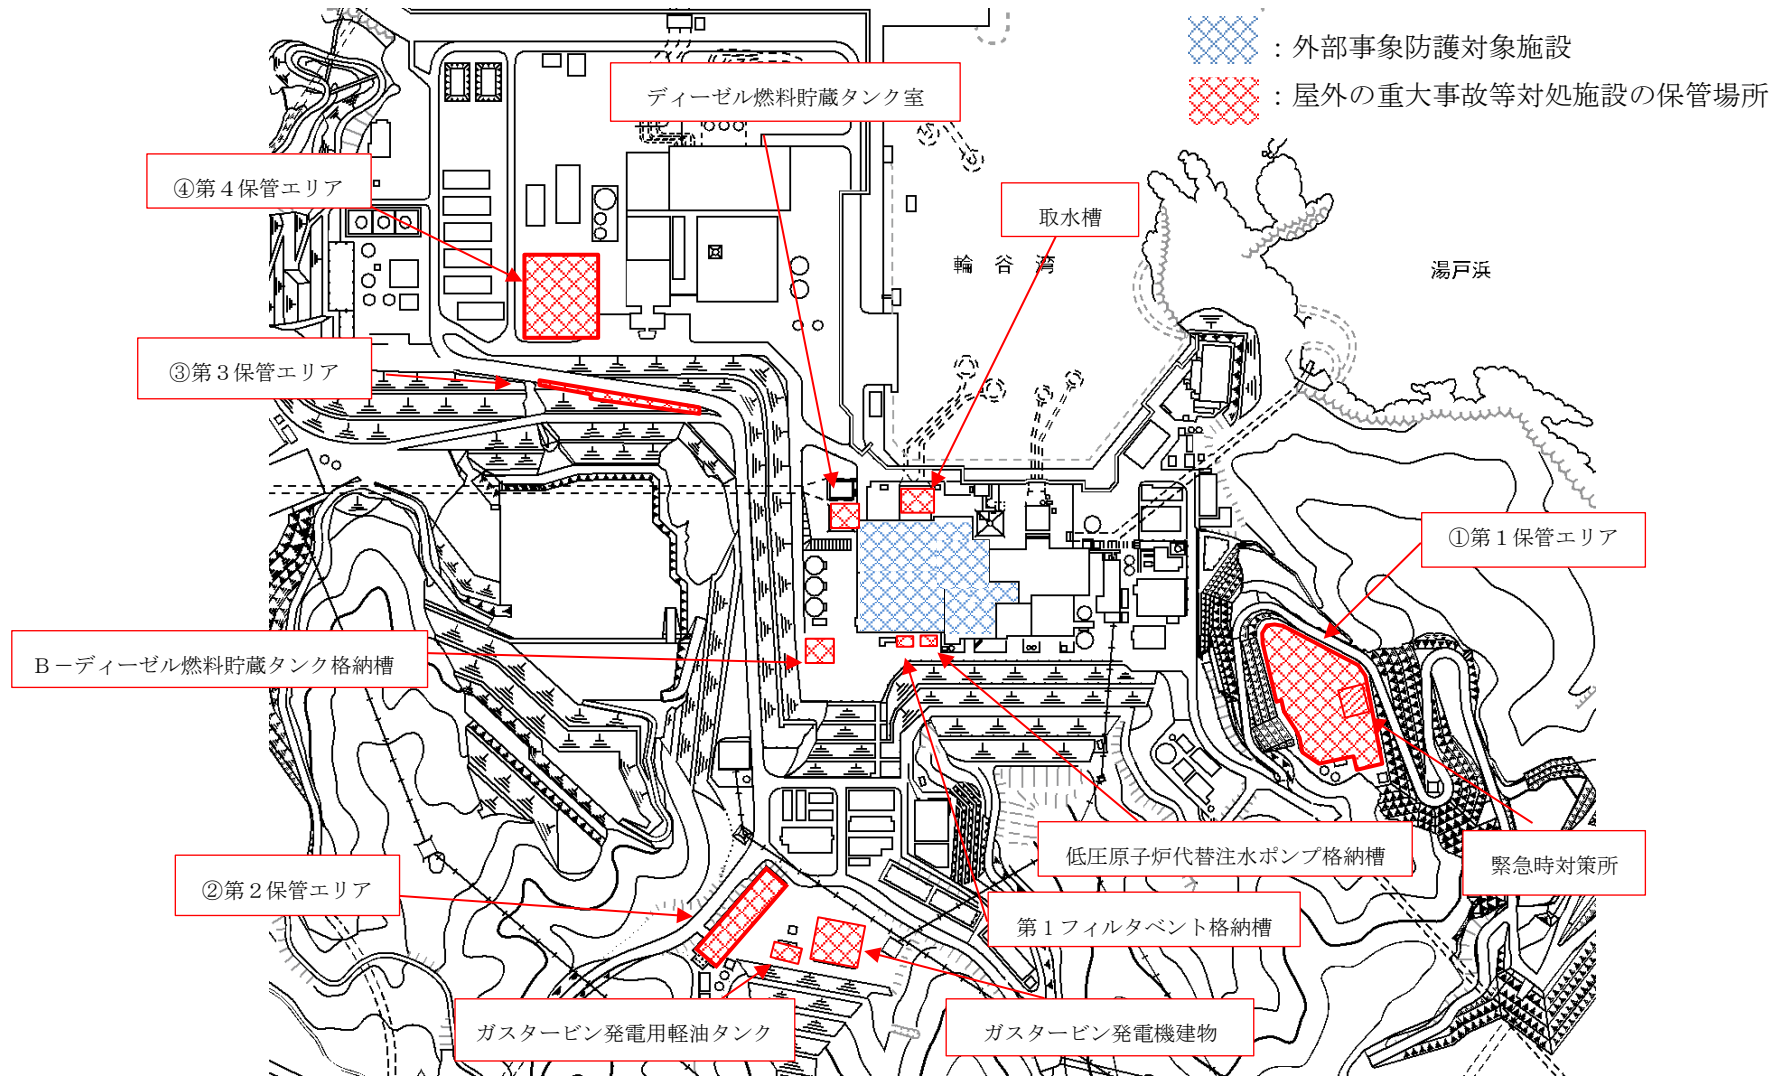 ：外部事象防護対象施設
：屋外の重大事故等対処施設の保管場所
ディーゼル燃料貯蔵タンク室
④第４保管エリア
取水槽
輪谷湾
湯戸浜
③第３保管エリア
①第１保管エリア
Ｂ－ディーゼル燃料貯蔵タンク格納槽
低圧原子炉代替注水ポンプ格納槽
緊急時対策所
②第２保管エリア
第１フィルタベント格納槽
ガスタービン発電用軽油タンク
ガスタービン発電機建物